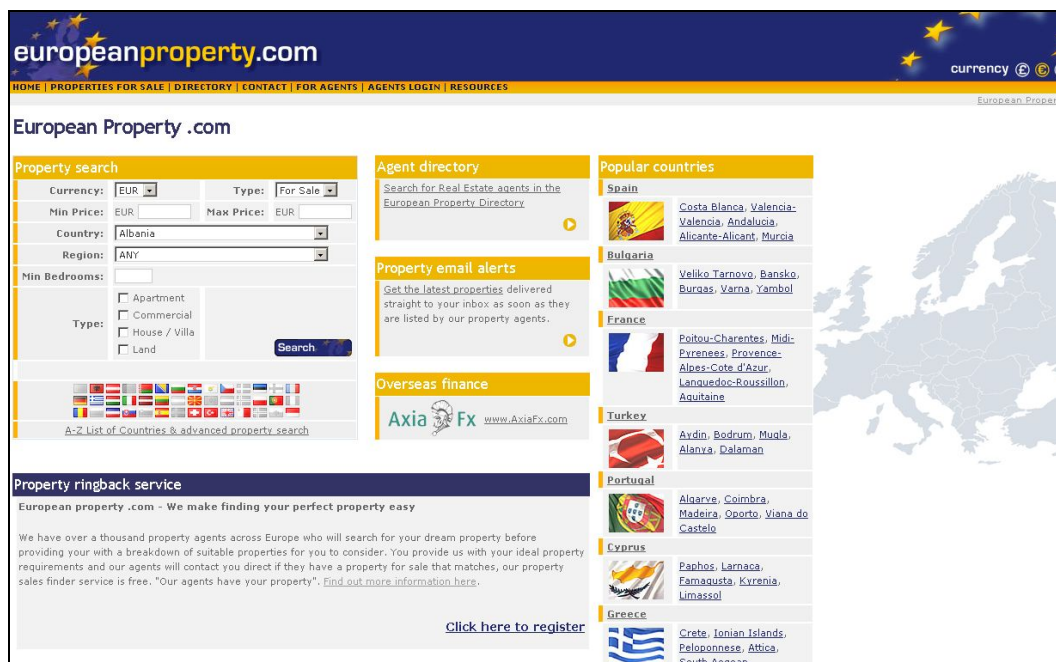 europeanproperty.com
currency £ €
HOME | PROPERTIES FOR SALE | DIRECTORY | CONTACT | FOR AGENTS | AGENTS LOGIN | RESOURCES
European Proper
European Property .com
Property search
Currency: EUR Type: For Sale
Min Price: EUR Max Price: EUR
Country: Albania
Region: ANY
Min Bedrooms:
Type:
Apartment
Commercial
House / Villa
Land
Search
A-Z List of Countries & advanced property search
Agent directory
Search for Real Estate agents in the
European Property Directory
Property email alerts
Get the latest properties delivered
straight to your inbox as soon as they
are listed by our property agents.
Overseas finance
Axia Fx www.AxiaFx.com
Popular countries
Spain
Costa Blanca, Valencia-
Valencia, Andalucia,
Alicante-Alicant, Murcia
Bulgaria
Veliko Tarnovo, Bansko,
Burgas, Varna, Yambol
France
Poitou-Charentes, Midi-
Pyrenees, Provence-
Alpes-Cote d'Azur,
Languedoc-Roussillon,
Aquitaine
Turkey
Aydin, Bodrum, Mugla,
Alanya, Dalaman
Portugal
Algarve, Coimbra,
Madeira, Oporto, Viana do
Castelo
Cyprus
Paphos, Larnaca,
Famagusta, Kyrenia,
Limassol
Greece
Crete, Ionian Islands,
Peloponnese, Attica,
South Aegean
Property ringback service
European property .com - We make finding your perfect property easy
We have over a thousand property agents across Europe who will search for your dream property before
providing your with a breakdown of suitable properties for you to consider. You provide us with your ideal property
requirements and our agents will contact you direct if they have a property for sale that matches, our property
sales finder service is free. "Our agents have your property". Find out more information here.
Click here to register